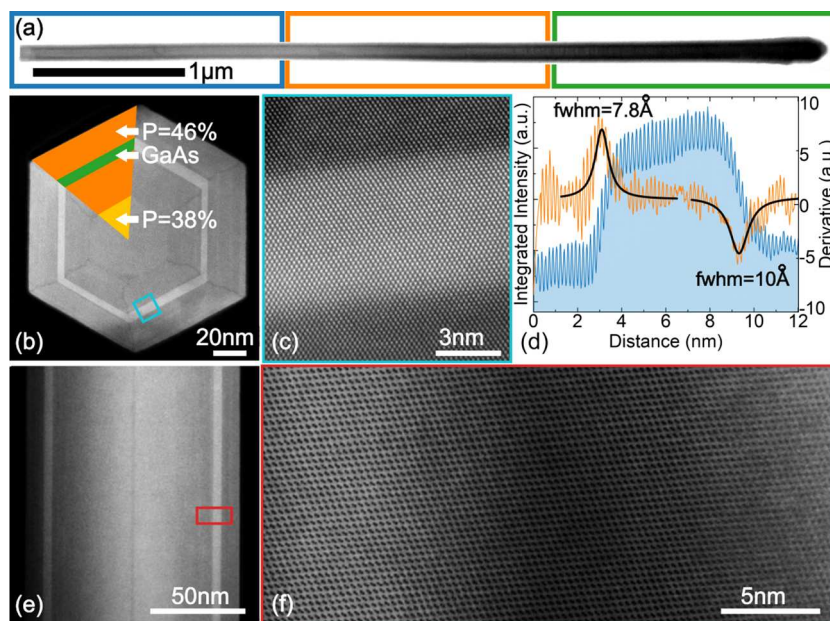 (a)
1µm
P=46%
GaAs
P=38%
(b)
20nm
(c)
3nm
fwhm=7.8Å
fwhm=10Å
Integrated Intensity (a.u.)
Derivative (a.u.)
10
5
0
-5
-10
0 2 4 6 8 10 12
(d) Distance (nm)
(e)
50nm
(f)
5nm